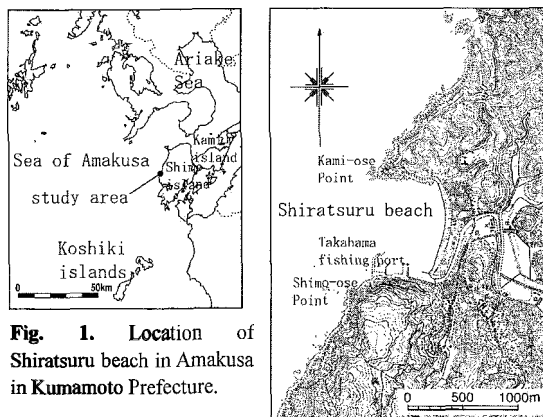 Ariake
Sea
Kami
island
Sea of Amakusa
Shimo
island
study area
Koshiki
islands
0 50km
Fig. 1. Location of
Shiratsuru beach in Amakusa
in Kumamoto Prefecture.
Kami-ose
Point
Shiratsuru beach
Takahama
fishing port
Shimo-ose
Point
0 500 1000m